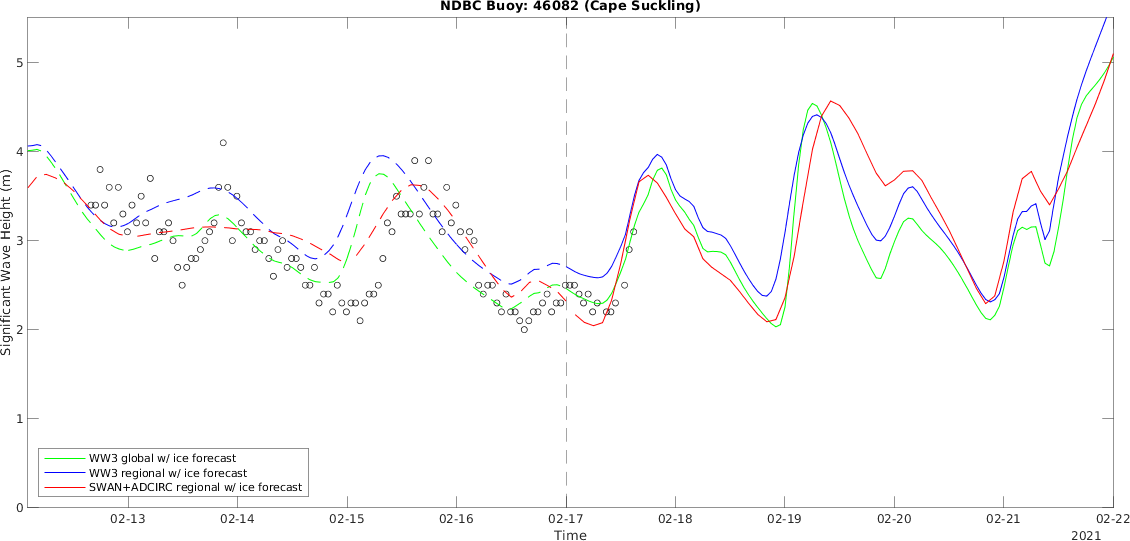 NDBC Buoy: 46082 (Cape Suckling)
Significant Wave Height (m)
5
4
3
2
1
0
WW3 global w/ ice forecast
WW3 regional w/ ice forecast
SWAN+ADCIRC regional w/ ice forecast
02-13 02-14 02-15 02-16 02-17 02-18 02-19 02-20 02-21 02-22
Time
2021